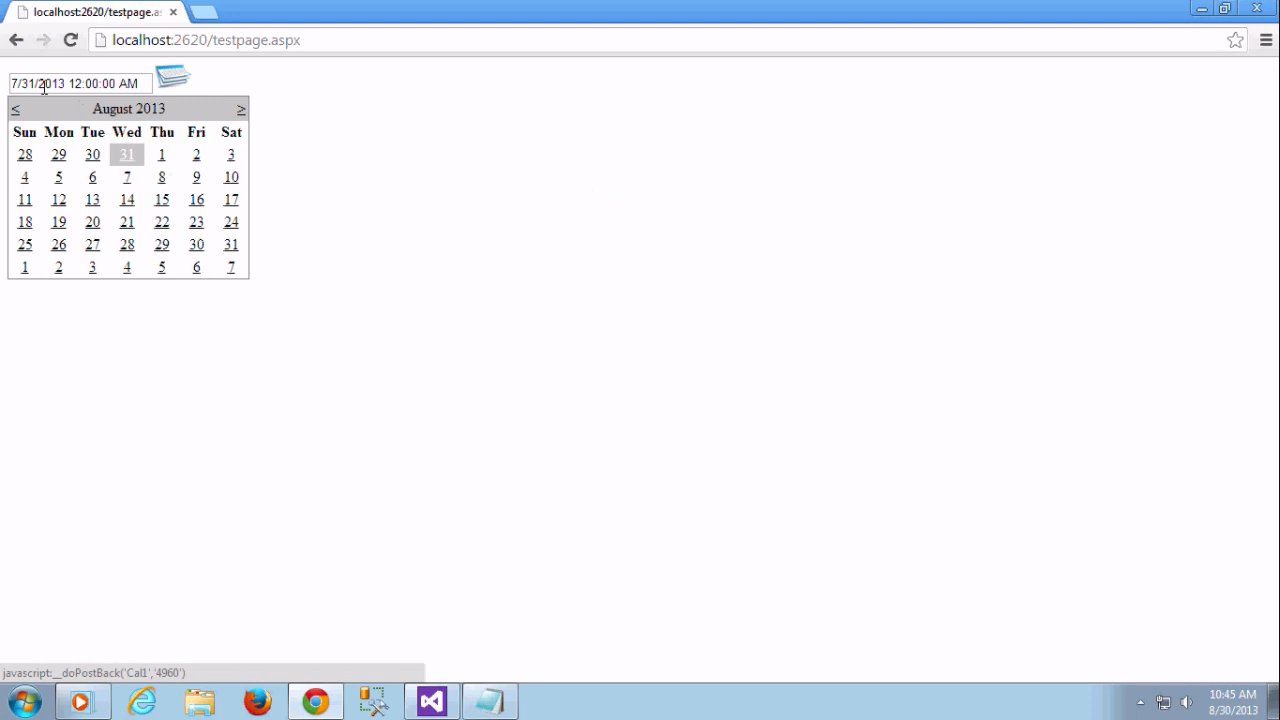 localhost:2620/testpage.as
localhost:2620/testpage.aspx
7/31/2013 12:00:00 AM
< August 2013 >
Sun Mon Tue Wed Thu Fri Sat
28 29 30 31 1 2 3
4 5 6 7 8 9 10
11 12 13 14 15 16 17
18 19 20 21 22 23 24
25 26 27 28 29 30 31
1 2 3 4 5 6 7
javascript:__doPostBack('Cal1','4960')
10:45 AM
8/30/2013